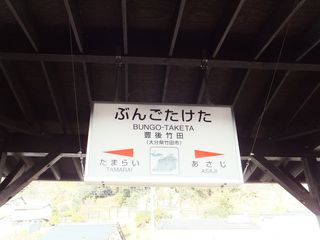 ぶんごたけた
BUNGO-TAKETA
豊後竹田
(大分県竹田市)
たまらい あさじ
TAMARAI ASAJI